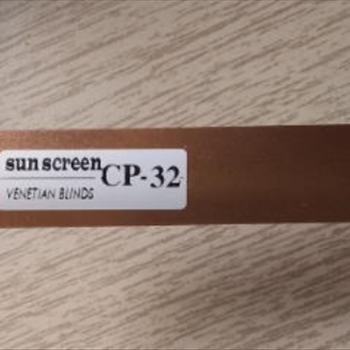 sun screen
CP-32
VENETIAN BLINDS